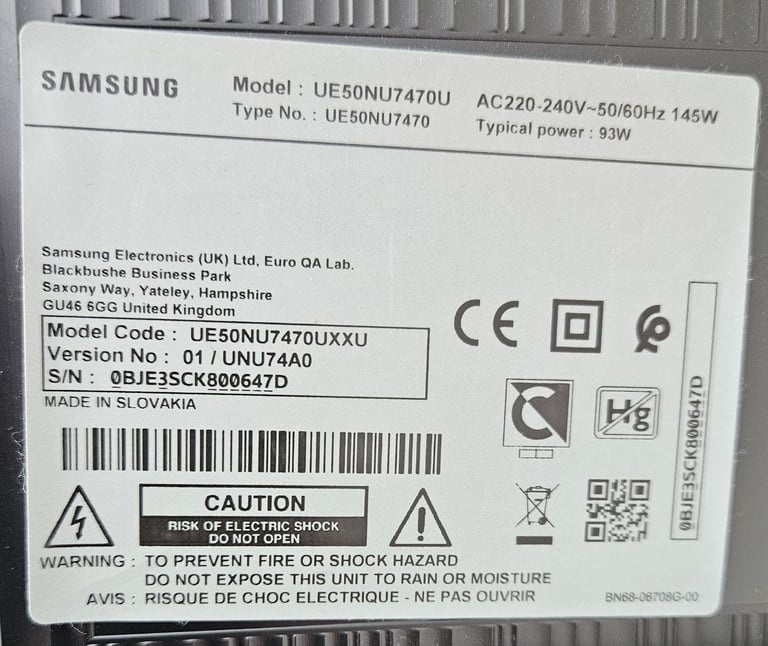 SAMSUNG
Model : UE50NU7470U
Type No. : UE50NU7470
AC220-240V~50/60Hz 145W
Typical power : 93W
Samsung Electronics (UK) Ltd, Euro QA Lab.
Blackbushe Business Park
Saxony Way, Yateley, Hampshire
GU46 6GG United Kingdom
Model Code : UE50NU7470UXXU
Version No : 01 / UNU74A0
S/N : 0BJE3SCK800647D
MADE IN SLOVAKIA
CE
C
Hg
0BJE3SCK800647D
CAUTION
RISK OF ELECTRIC SHOCK
DO NOT OPEN
WARNING : TO PREVENT FIRE OR SHOCK HAZARD
DO NOT EXPOSE THIS UNIT TO RAIN OR MOISTURE
AVIS : RISQUE DE CHOC ELECTRIQUE - NE PAS OUVRIR
BN68-06708G-00